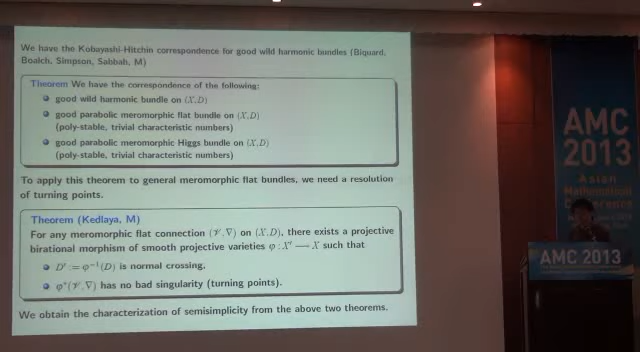 We have the Kobayashi-Hitchin correspondence for good wild harmonic bundles (Biquard,
Boalch, Simpson, Sabbah, M)
Theorem We have the correspondence of the following:
good wild harmonic bundle on (X,D)
good parabolic meromorphic flat bundle on (X,D)
(poly-stable, trivial characteristic numbers)
good parabolic meromorphic Higgs bundle on (X,D)
(poly-stable, trivial characteristic numbers)
To apply this theorem to general meromorphic flat bundles, we need a resolution
of turning points.
Theorem (Kedlaya, M)
For any meromorphic flat connection (𝒱,∇) on (X,D), there exists a projective
birational morphism of smooth projective varieties φ : X′ ⟶ X such that
D′ := φ⁻¹(D) is normal crossing.
φ*(𝒱,∇) has no bad singularity (turning points).
We obtain the characterization of semisimplicity from the above two theorems.
AMC
2013
Asian
Mathematical
Conference
AMC 2013